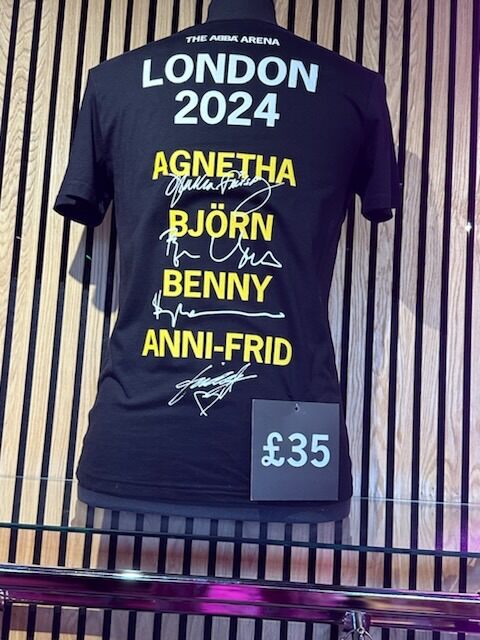 THE ABBA ARENA
LONDON
2024
AGNETHA
BJÖRN
BENNY
ANNI-FRID
£35